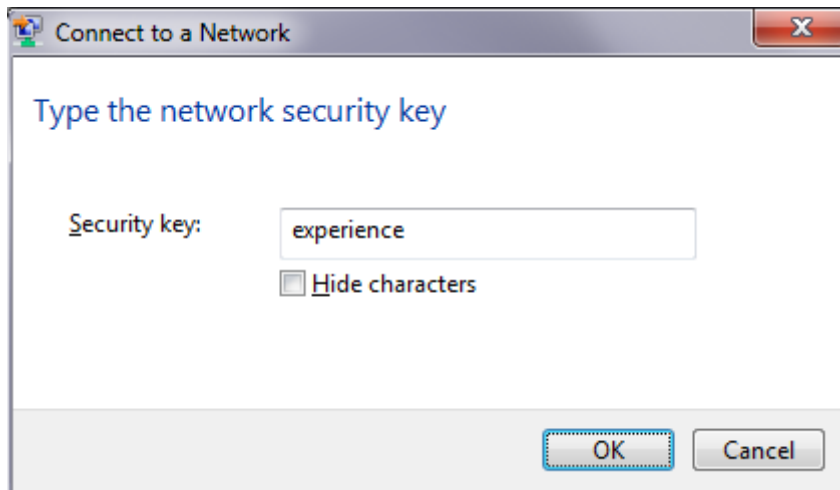 Connect to a Network
Type the network security key
Security key: experience
Hide characters
OK Cancel